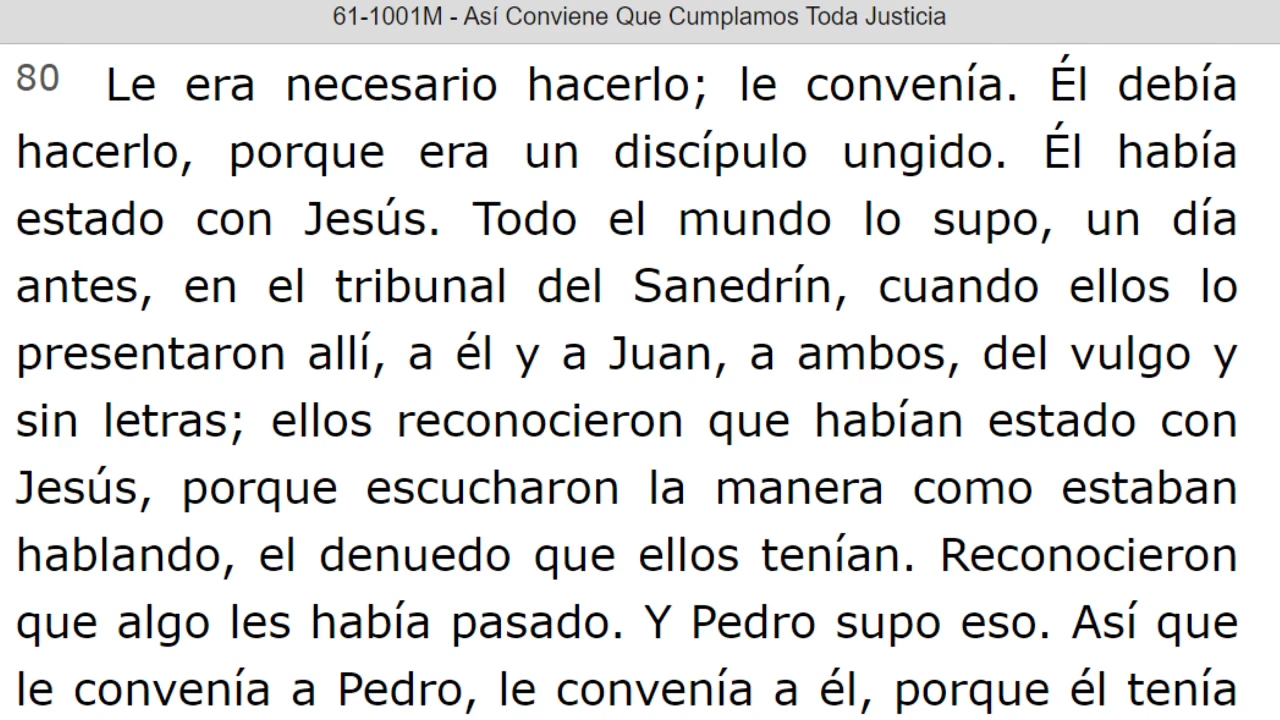 61-1001M - Así Conviene Que Cumplamos Toda Justicia
80 Le era necesario hacerlo; le convenía. Él debía
hacerlo, porque era un discípulo ungido. Él había
estado con Jesús. Todo el mundo lo supo, un día
antes, en el tribunal del Sanedrín, cuando ellos lo
presentaron allí, a él y a Juan, a ambos, del vulgo y
sin letras; ellos reconocieron que habían estado con
Jesús, porque escucharon la manera como estaban
hablando, el denuedo que ellos tenían. Reconocieron
que algo les había pasado. Y Pedro supo eso. Así que
le convenía a Pedro, le convenía a él, porque él tenía